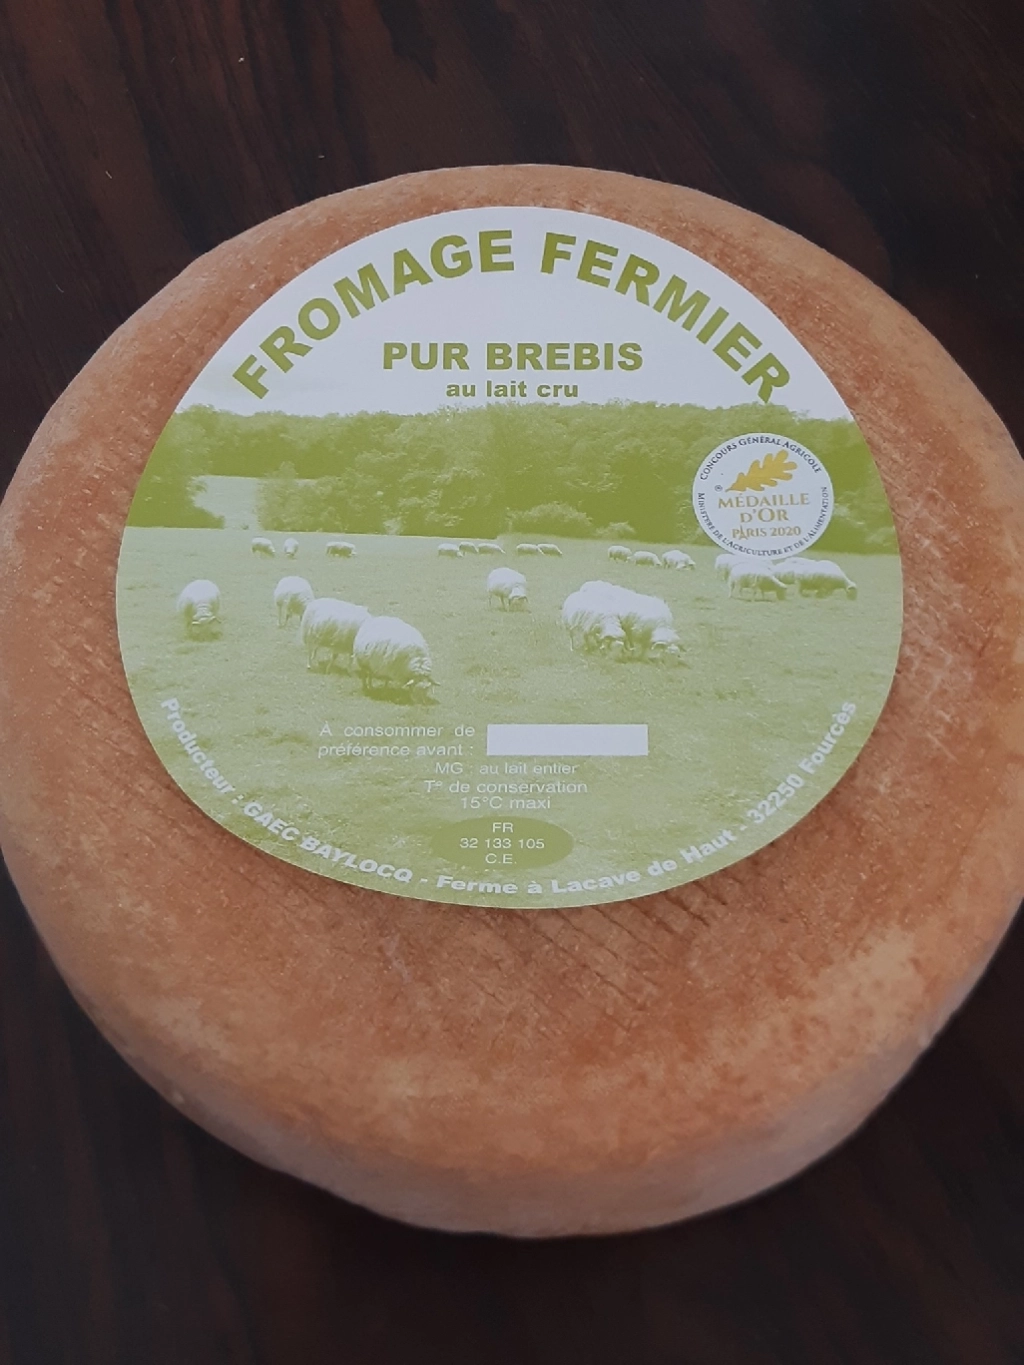 FROMAGE FERMIER
PUR BREBIS
au lait cru
CONCOURS GÉNÉRAL AGRICOLE
®
MÉDAILLE
D'OR
PARIS 2020
MINISTÈRE DE L'AGRICULTURE ET DE L'ALIMENTATION
À consommer de
préférence avant :
MG : au lait entier
T° de conservation
15°C maxi
FR
32 133 105
C.E.
Producteur : GAEC BAYLOCQ - Ferme à Lacave de Haut - 32250 Fourcès